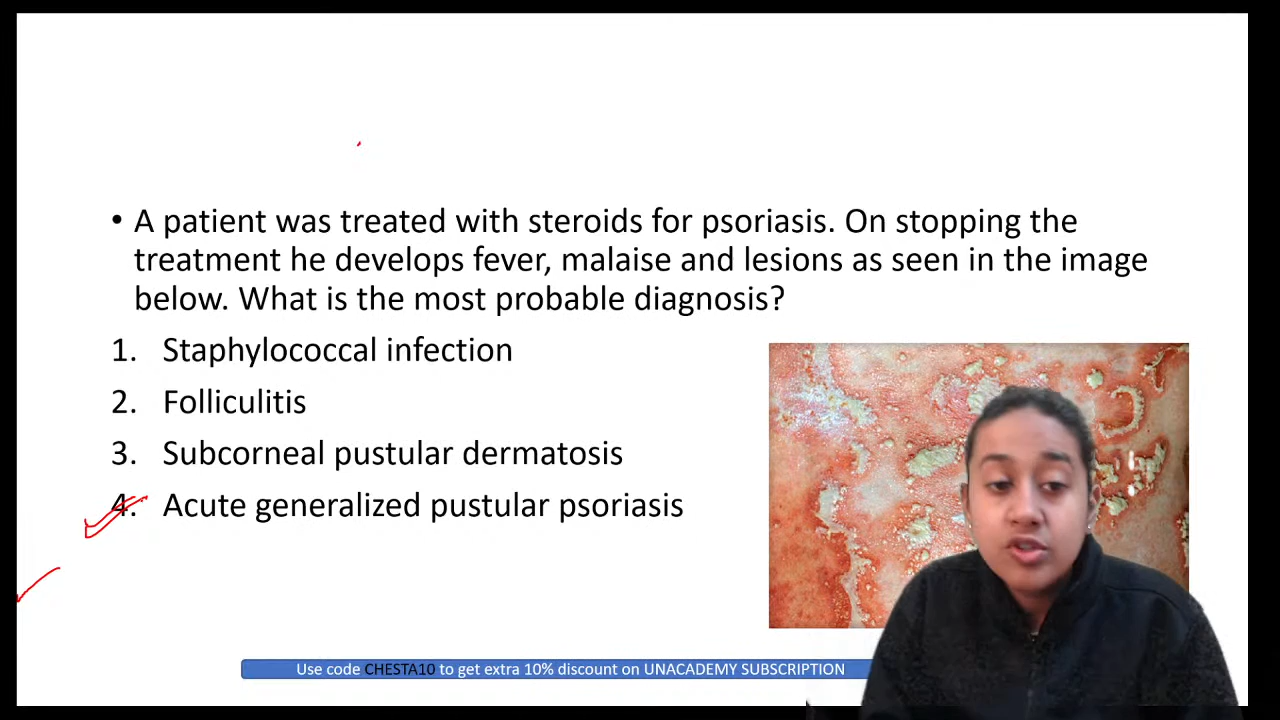 • A patient was treated with steroids for psoriasis. On stopping the
treatment he develops fever, malaise and lesions as seen in the image
below. What is the most probable diagnosis?
1. Staphylococcal infection
2. Folliculitis
3. Subcorneal pustular dermatosis
4. Acute generalized pustular psoriasis
Use code CHESTA10 to get extra 10% discount on UNACADEMY SUBSCRIPTION